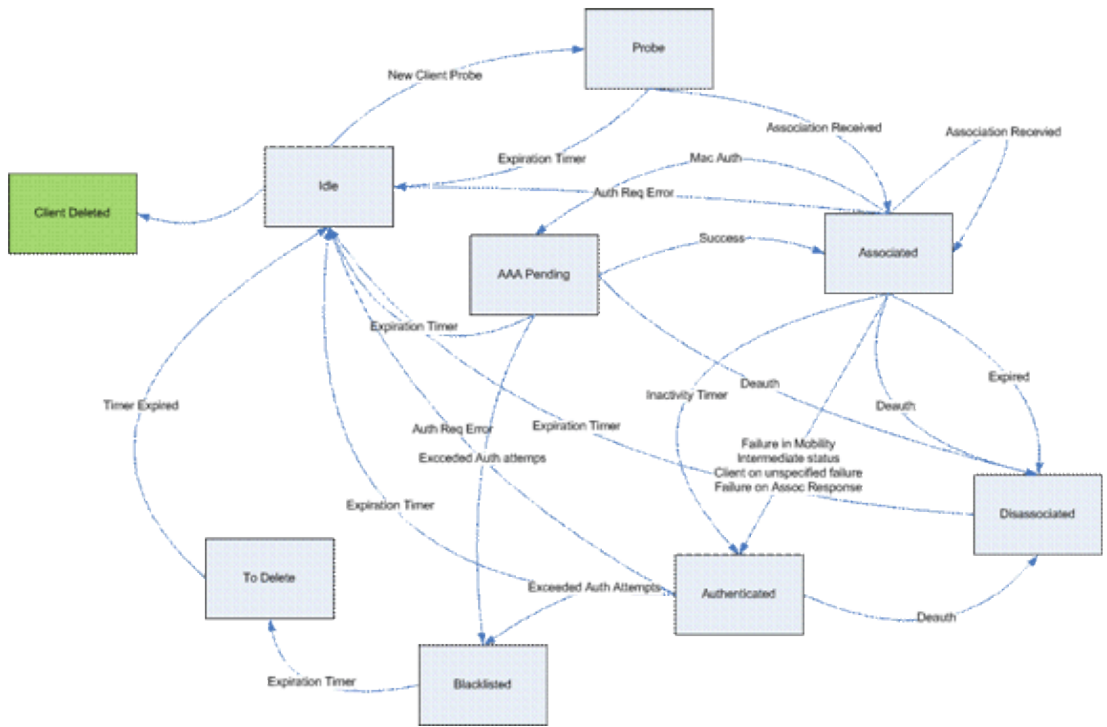 Probe
New Client Probe
Association Received
Association Recevied
Mac Auth
Expiration Timer
Idle
Auth Req Error
Client Deleted
Success
Associated
AAA Pending
Expiration Timer
Deauth
Expired
Inactivity Timer
Timer Expired
Deauth
Auth Req Error
Expiration Timer
Failure in Mobility
Intermediate status
Client on unspecified failure
Failure on Assoc Response
Excceded Auth attemps
Expiration Timer
Disassociated
To Delete
Exceeded Auth Attempts
Authenticated
Deauth
Expiration Timer
Blacklisted